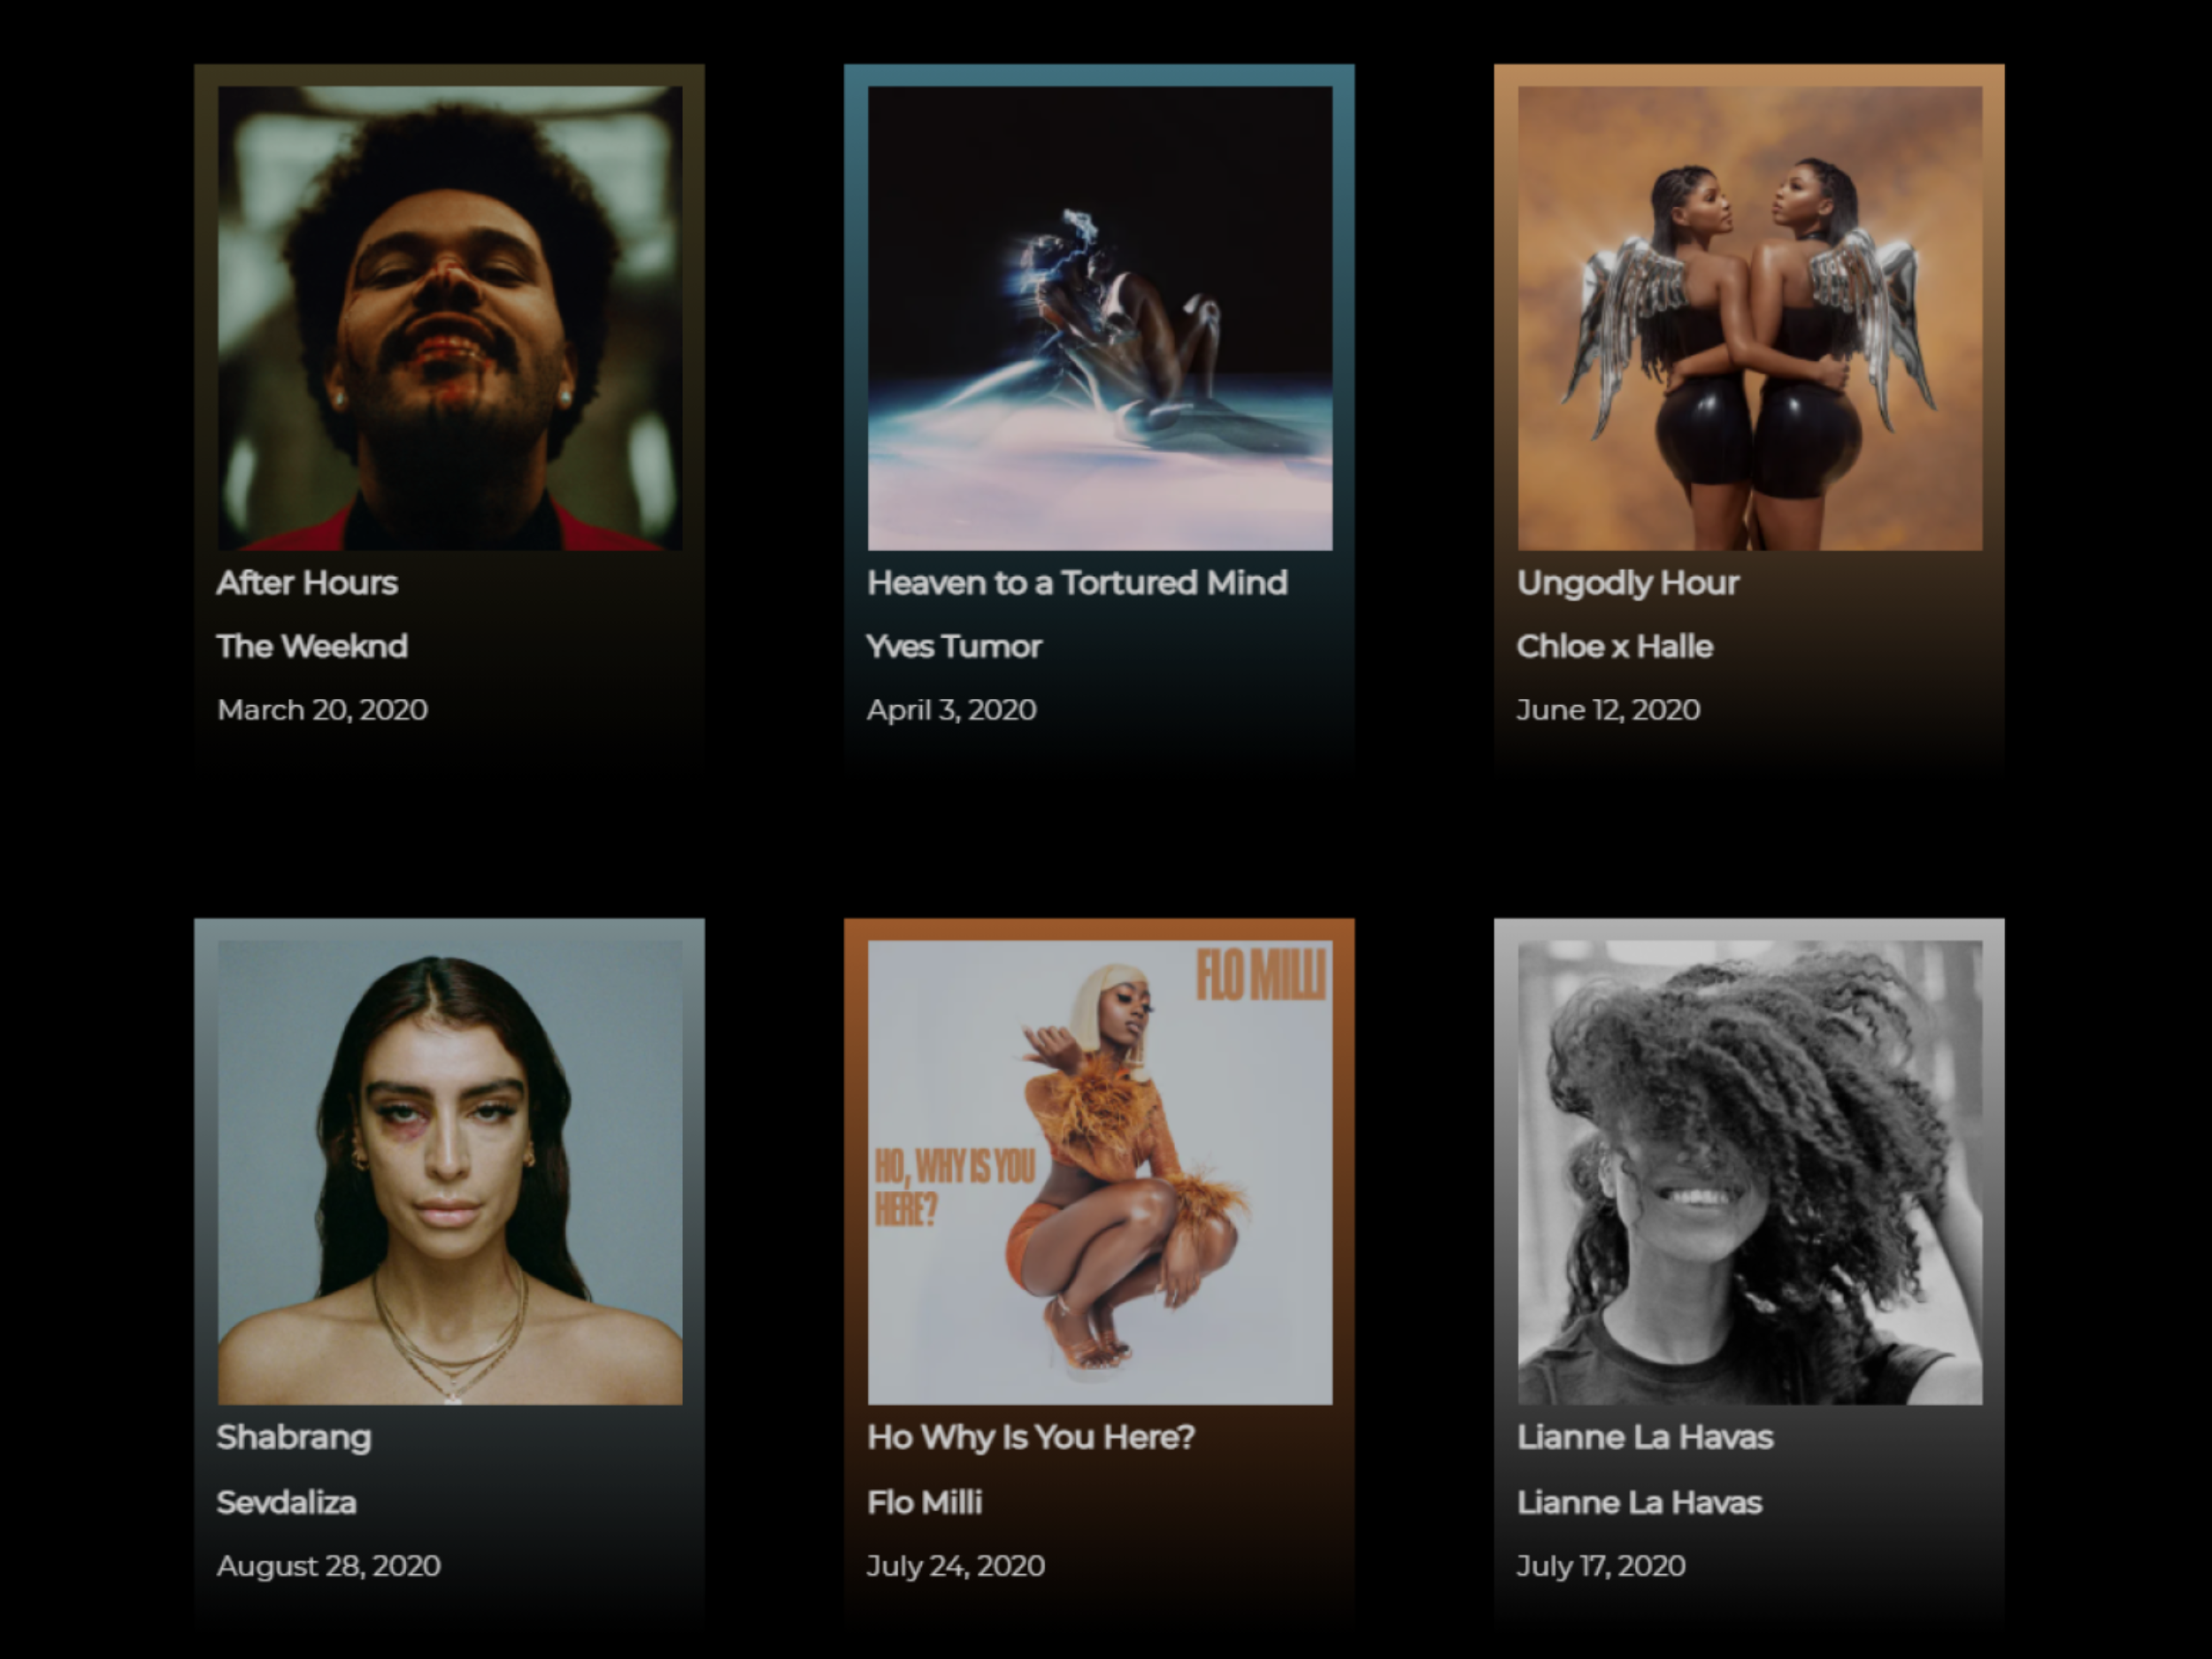 After Hours
The Weeknd
March 20, 2020
Heaven to a Tortured Mind
Yves Tumor
April 3, 2020
Ungodly Hour
Chloe x Halle
June 12, 2020
Shabrang
Sevdaliza
August 28, 2020
FLO MILLI
HO, WHY IS YOU
HERE?
Ho Why Is You Here?
Flo Milli
July 24, 2020
Lianne La Havas
Lianne La Havas
July 17, 2020